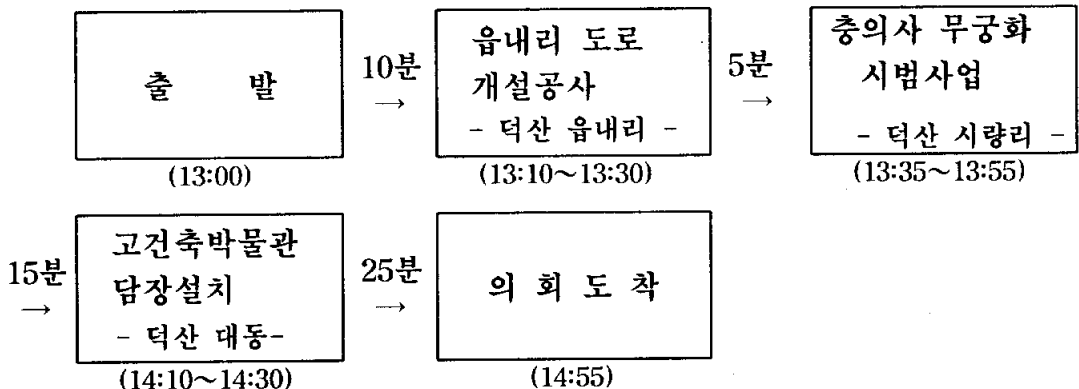 출 발
(13:00)
10분
→
읍내리 도로
개설공사
- 덕산 읍내리 -
(13:10~13:30)
5분
→
충의사 무궁화
시범사업
- 덕산 시량리 -
(13:35~13:55)
15분
→
고건축박물관
담장설치
- 덕산 대동-
(14:10~14:30)
25분
→
의 회 도 착
(14:55)